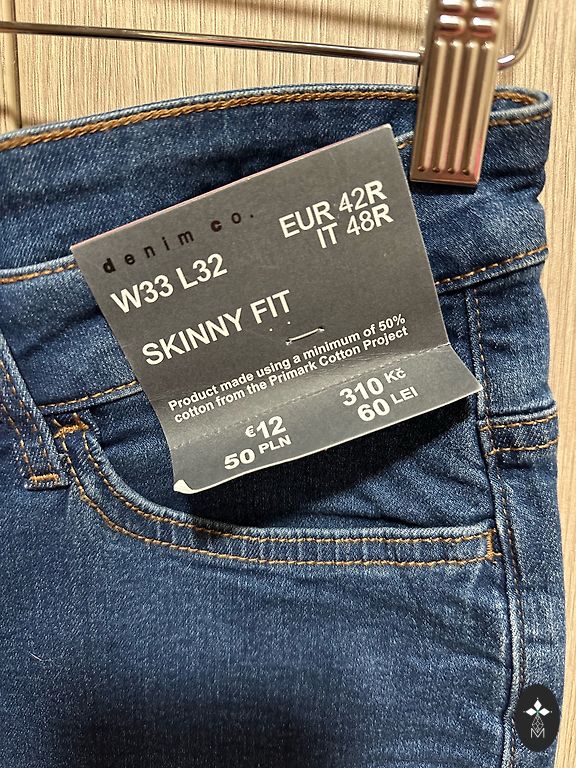 denim co.
EUR 42R
IT 48R
W33 L32
SKINNY FIT
Product made using a minimum of 50%
cotton from the Primark Cotton Project
€12
310 Kč
50 PLN
60 LEI